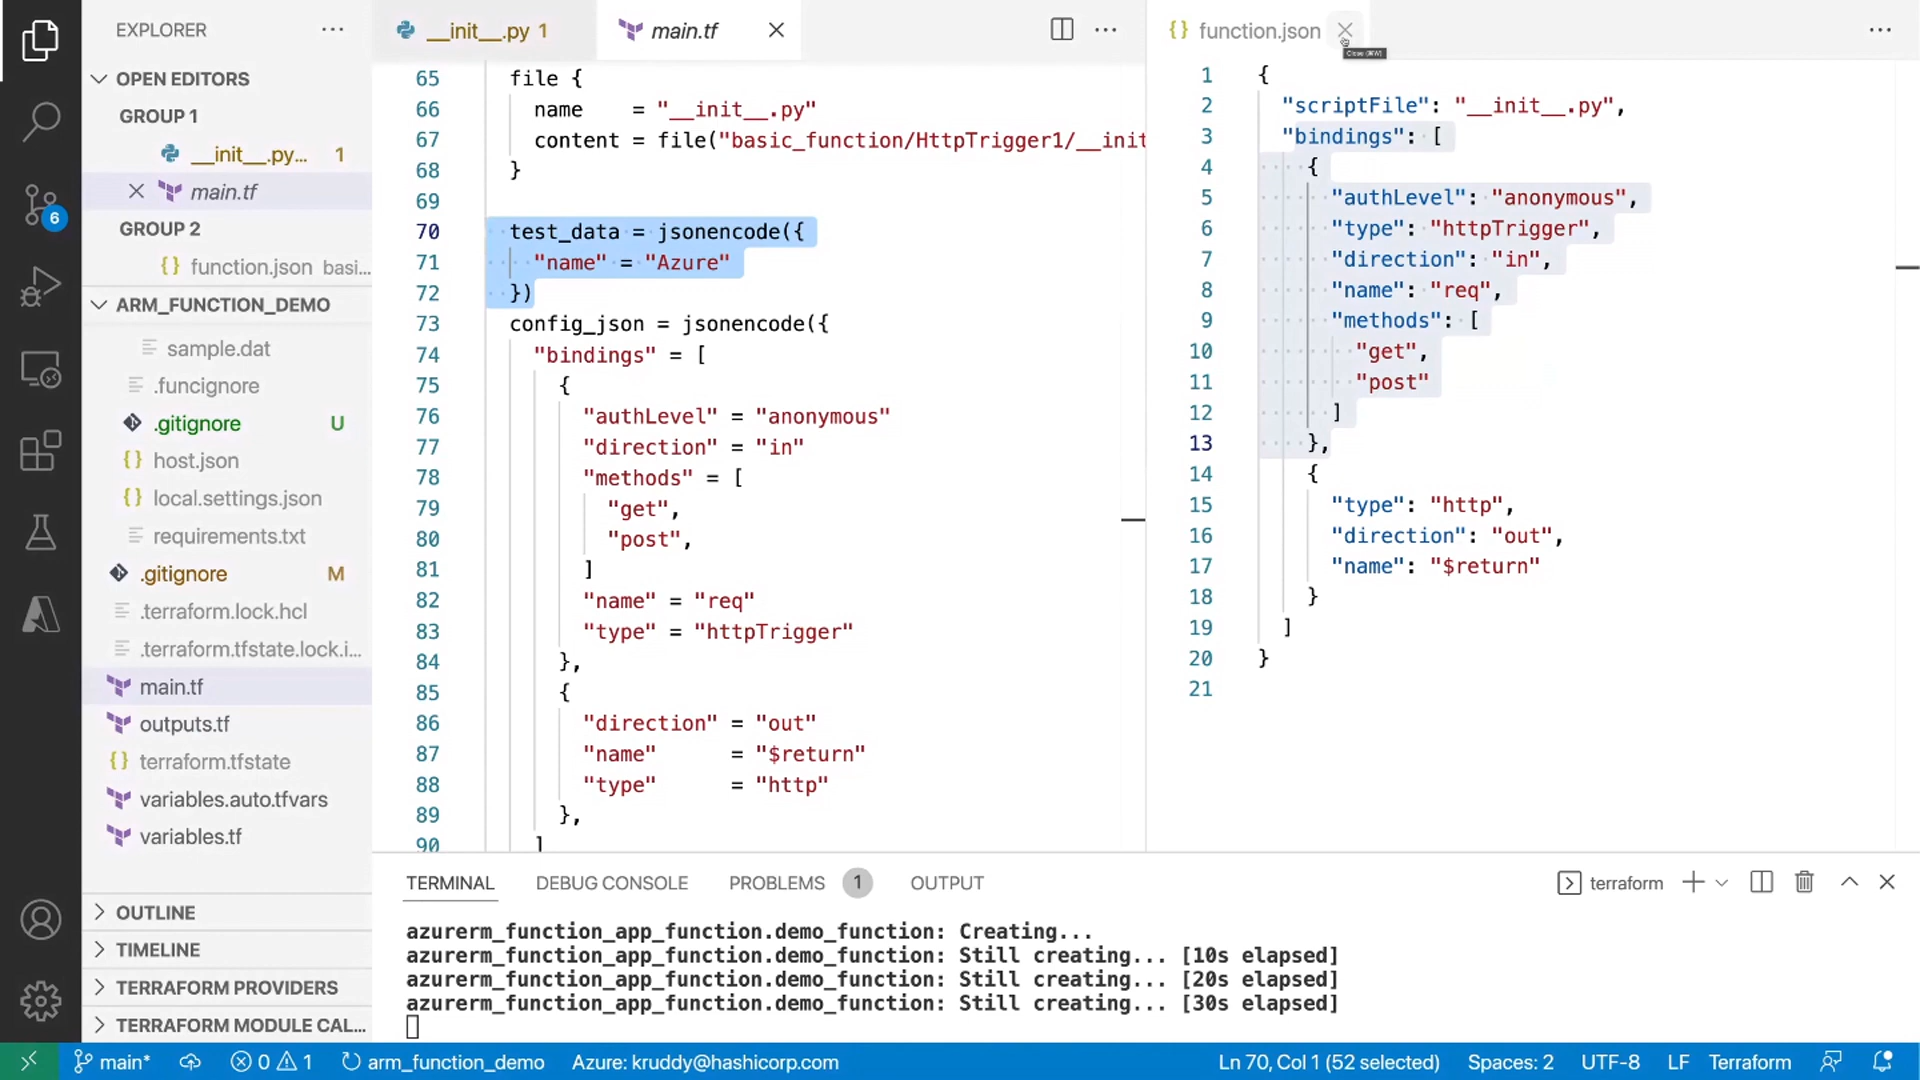 EXPLORER
OPEN EDITORS
GROUP 1
__init__.py... 1
main.tf
GROUP 2
function.json basi...
ARM_FUNCTION_DEMO
sample.dat
.funcignore
.gitignore U
host.json
local.settings.json
requirements.txt
.gitignore M
.terraform.lock.hcl
.terraform.tfstate.lock.i...
main.tf
outputs.tf
terraform.tfstate
variables.auto.tfvars
variables.tf
OUTLINE
TIMELINE
TERRAFORM PROVIDERS
TERRAFORM MODULE CAL...
6
__init__.py 1
main.tf
65 file {
66 name = "__init__.py"
67 content = file("basic_function/HttpTrigger1/__init
68 }
69
70 test_data = jsonencode({
71 "name" = "Azure"
72 })
73 config_json = jsonencode({
74 "bindings" = [
75 {
76 "authLevel" = "anonymous"
77 "direction" = "in"
78 "methods" = [
79 "get",
80 "post",
81 ]
82 "name" = "req"
83 "type" = "httpTrigger"
84 },
85 {
86 "direction" = "out"
87 "name" = "$return"
88 "type" = "http"
89 },
90 ]
function.json
Close (⌘W)
1 {
2 "scriptFile": "__init__.py",
3 "bindings": [
4 {
5 "authLevel": "anonymous",
6 "type": "httpTrigger",
7 "direction": "in",
8 "name": "req",
9 "methods": [
10 "get",
11 "post"
12 ]
13 },
14 {
15 "type": "http",
16 "direction": "out",
17 "name": "$return"
18 }
19 ]
20 }
21
TERMINAL DEBUG CONSOLE PROBLEMS 1 OUTPUT terraform
azurerm_function_app_function.demo_function: Creating...
azurerm_function_app_function.demo_function: Still creating... [10s elapsed]
azurerm_function_app_function.demo_function: Still creating... [20s elapsed]
azurerm_function_app_function.demo_function: Still creating... [30s elapsed]
main* 0 1 arm_function_demo Azure: kruddy@hashicorp.com Ln 70, Col 1 (52 selected) Spaces: 2 UTF-8 LF Terraform